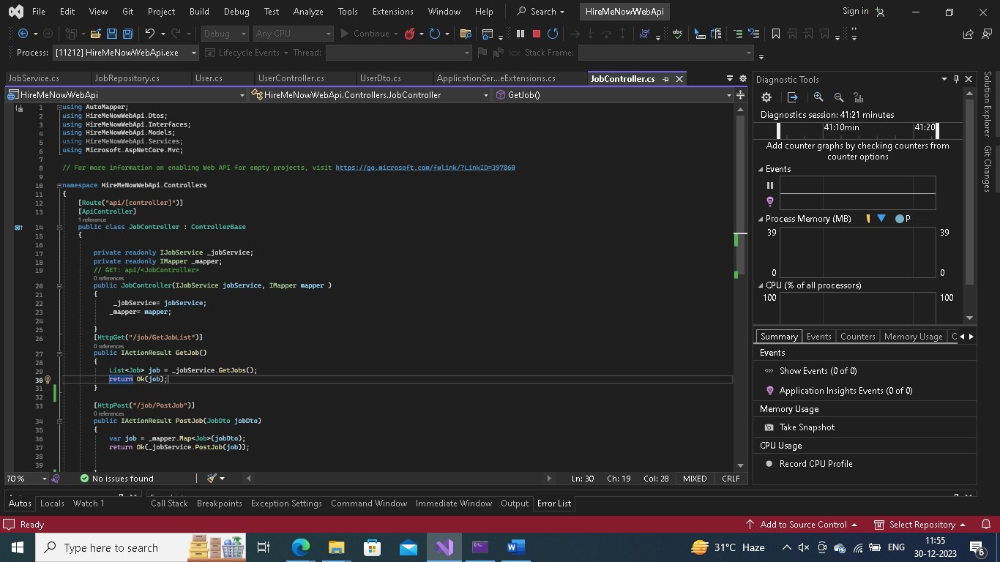 File Edit View Git Project Build Debug Test Analyze Tools Extensions Window Help Search HireMeNowWebApi Sign in
Debug Any CPU Continue
Process: [11212] HireMeNowWebApi.exe Lifecycle Events Thread: Stack Frame:
JobService.cs JobRepository.cs User.cs UserController.cs UserDto.cs ApplicationSer...eExtensions.cs JobController.cs
HireMeNowWebApi HireMeNowWebApi.Controllers.JobController GetJob()
1 using AutoMapper;
2 using HireMeNowWebApi.Dtos;
3 using HireMeNowWebApi.Interfaces;
4 using HireMeNowWebApi.Models;
5 using HireMeNowWebApi.Services;
6 using Microsoft.AspNetCore.Mvc;
7
8 // For more information on enabling Web API for empty projects, visit https://go.microsoft.com/fwlink/?LinkID=397860
9
10 namespace HireMeNowWebApi.Controllers
11 {
12 [Route("api/[controller]")]
13 [ApiController]
1 reference
14 public class JobController : ControllerBase
15 {
16
17 private readonly IJobService _jobService;
18 private readonly IMapper _mapper;
19 // GET: api/<JobController>
0 references
20 public JobController(IJobService jobService, IMapper mapper )
21 {
22 _jobService= jobService;
23 _mapper= mapper;
24
25 }
26 [HttpGet("/job/GetJobList")]
0 references
27 public IActionResult GetJob()
28 {
29 List<Job> job = _jobService.GetJobs();
30 return Ok(job);
31 }
32
33 [HttpPost("/job/PostJob")]
0 references
34 public IActionResult PostJob(JobDto jobDto)
35 {
36 var job = _mapper.Map<Job>(jobDto);
37 return Ok(_jobService.PostJob(job));
38
39
70 % No issues found Ln: 30 Ch: 19 Col: 28 MIXED CRLF
Diagnostic Tools
Diagnostics session: 41:21 minutes
41:10min 41:20
Add counter graphs by checking counters from
counter options
Events
Process Memory (MB) P
39 39
0 0
CPU (% of all processors)
100 100
Summary Events Counters Memory Usage C
Events
Show Events (0 of 0)
Application Insights Events (0 of 0)
Memory Usage
Take Snapshot
CPU Usage
Record CPU Profile
Solution Explorer
Git Changes
Autos Locals Watch 1 Call Stack Breakpoints Exception Settings Command Window Immediate Window Output Error List
Ready Add to Source Control Select Repository
Type here to search 31°C Haze ENG 11:55
30-12-2023 6